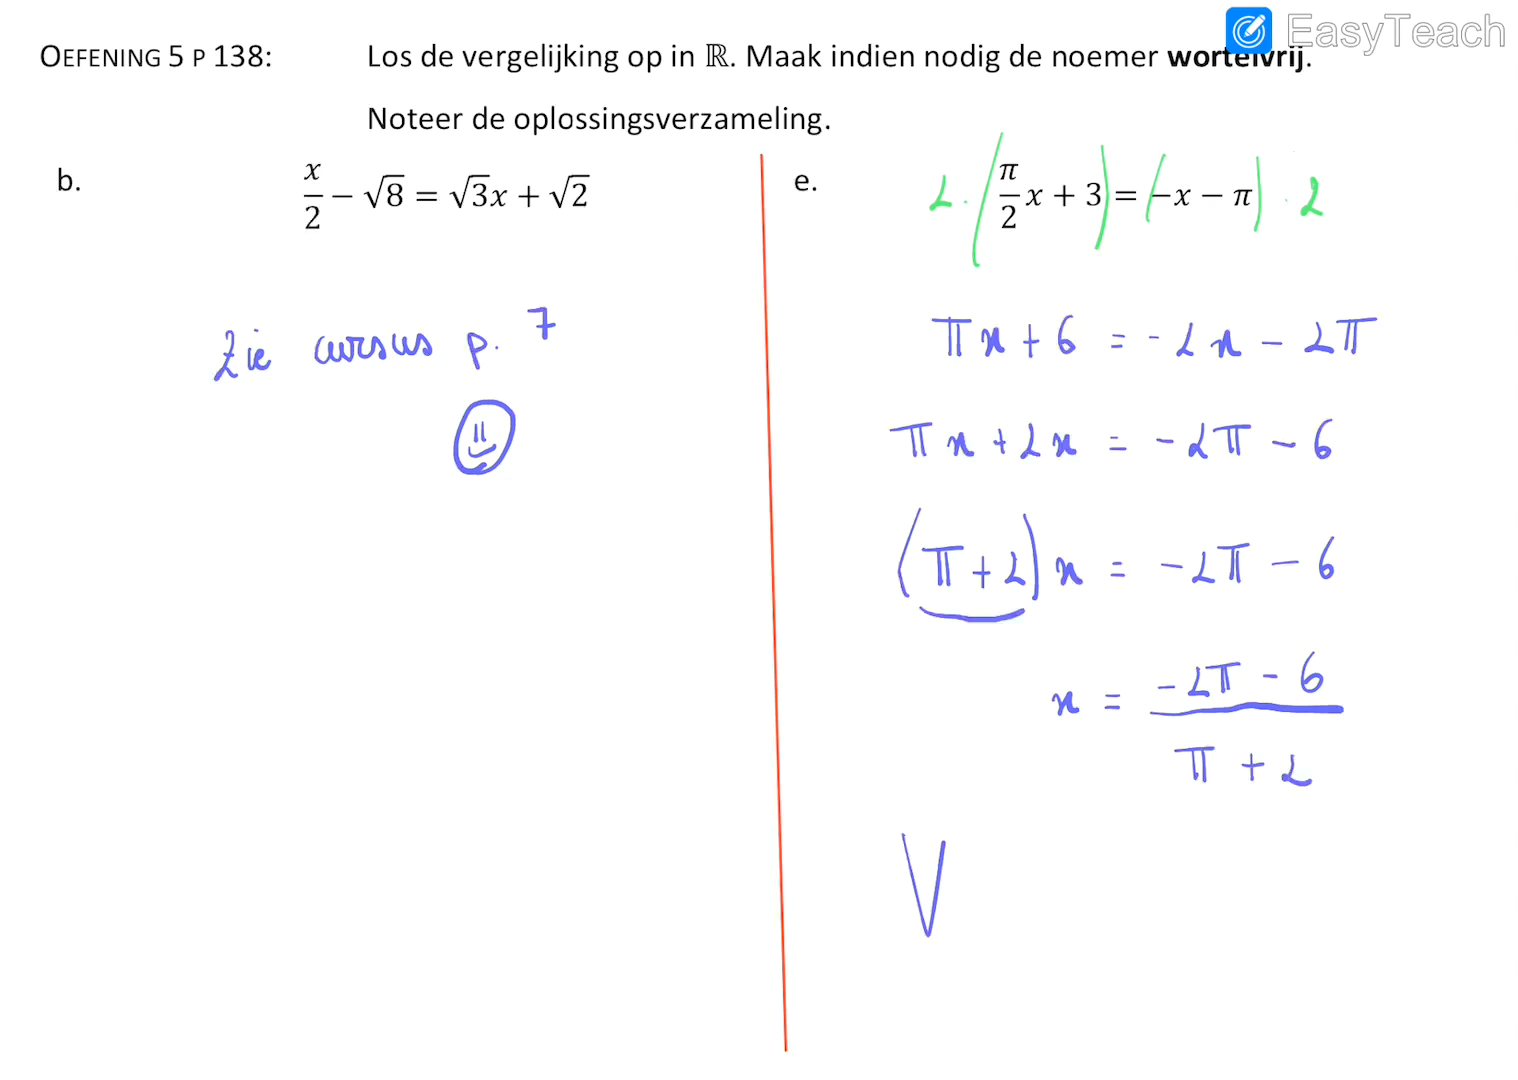 EasyTeach
OEFENING 5 P 138: Los de vergelijking op in ℝ. Maak indien nodig de noemer wortelvrij.
Noteer de oplossingsverzameling.
b. x/2 − √8 = √3x + √2
e. 2·(π/2 x + 3) = (−x − π)·2
Zie cursus p. 7
πx + 6 = -2x - 2π
πx + 2x = -2π - 6
(π + 2)x = -2π - 6
x = (-2π - 6)/(π + 2)
V